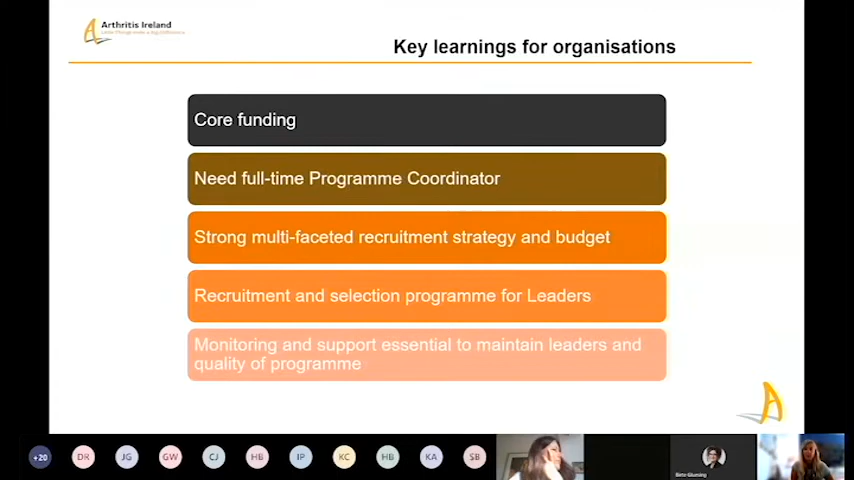 Arthritis Ireland
Key learnings for organisations
Core funding
Need full-time Programme Coordinator
Strong multi-faceted recruitment strategy and budget
Recruitment and selection programme for Leaders
Monitoring and support essential to maintain leaders and
quality of programme
+20
DR
JG
GW
CJ
HB
IP
KC
HB
KA
SB